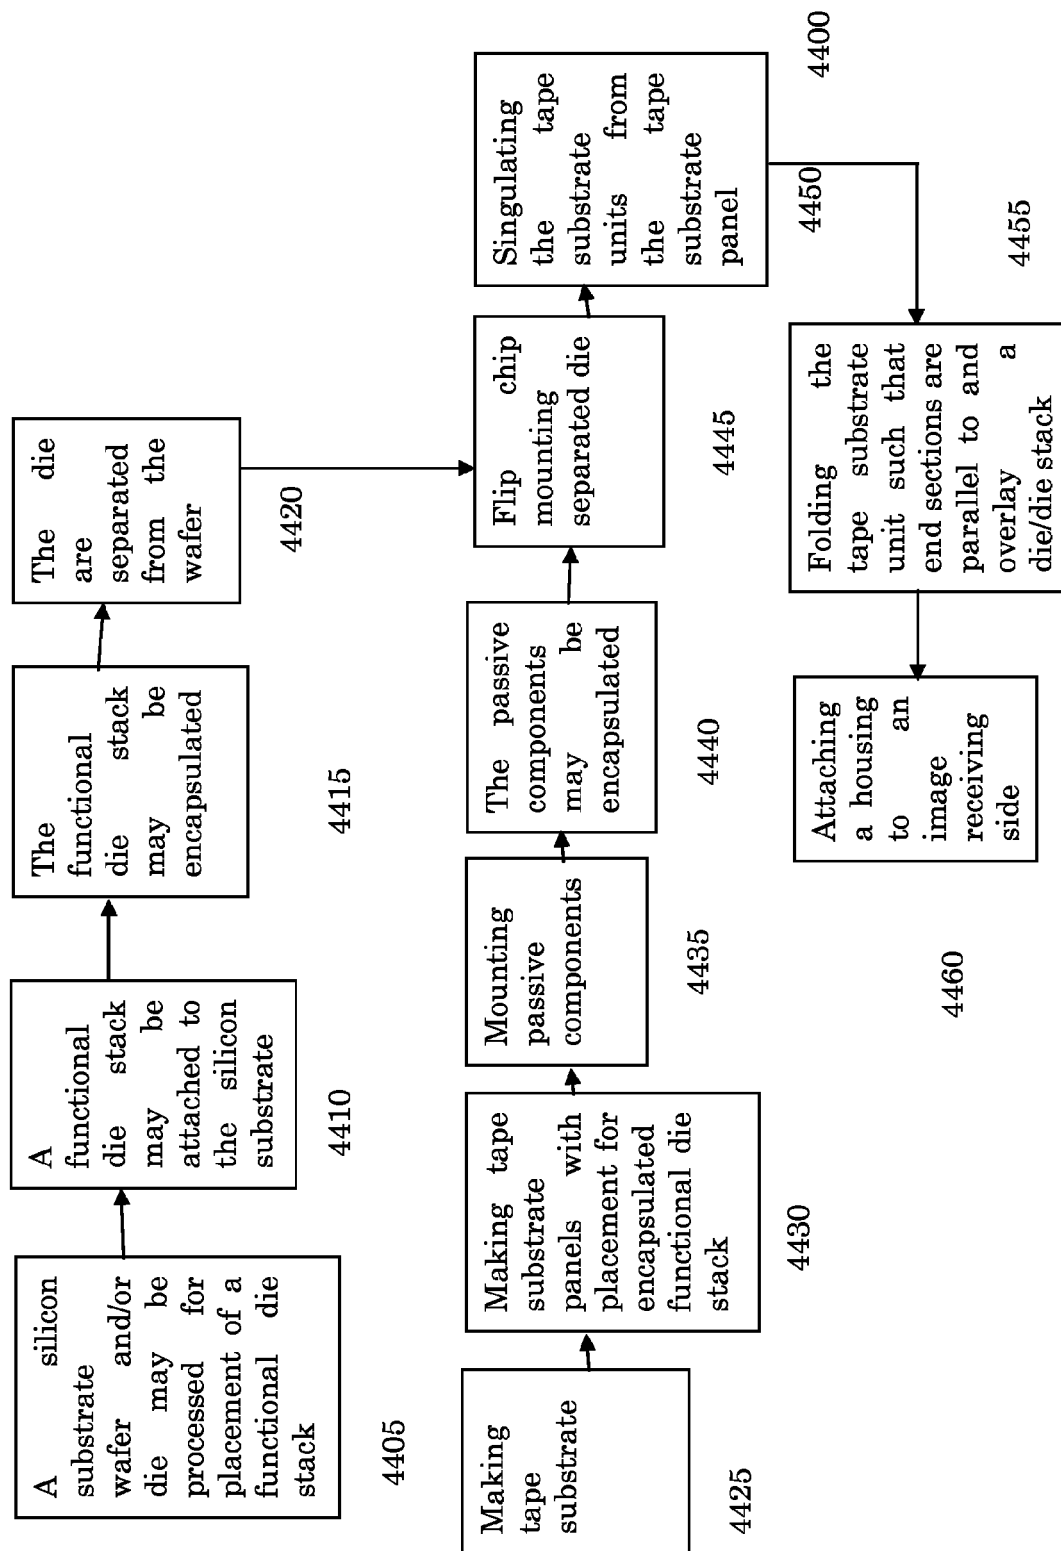 A silicon
substrate
wafer and/or
die may be
processed for
placement of a
functional die
stack
4405
A
functional
die stack
may be
attached to
the silicon
substrate
4410
The
functional
die stack
may be
encapsulated
4415
The die
are
separated
from the
wafer
4420
Making
tape
substrate
4425
Making tape
substrate
panels with
placement for
encapsulated
functional die
stack
4430
Mounting
passive
components
4435
The passive
components
may be
encapsulated
4440
Flip chip
mounting
separated die
4445
Singulating
the tape
substrate
units from
the tape
substrate
panel
4450
4400
Folding the
tape substrate
unit such that
end sections are
parallel to and
overlay a
die/die stack
4455
Attaching
a housing
to an
image
receiving
side
4460